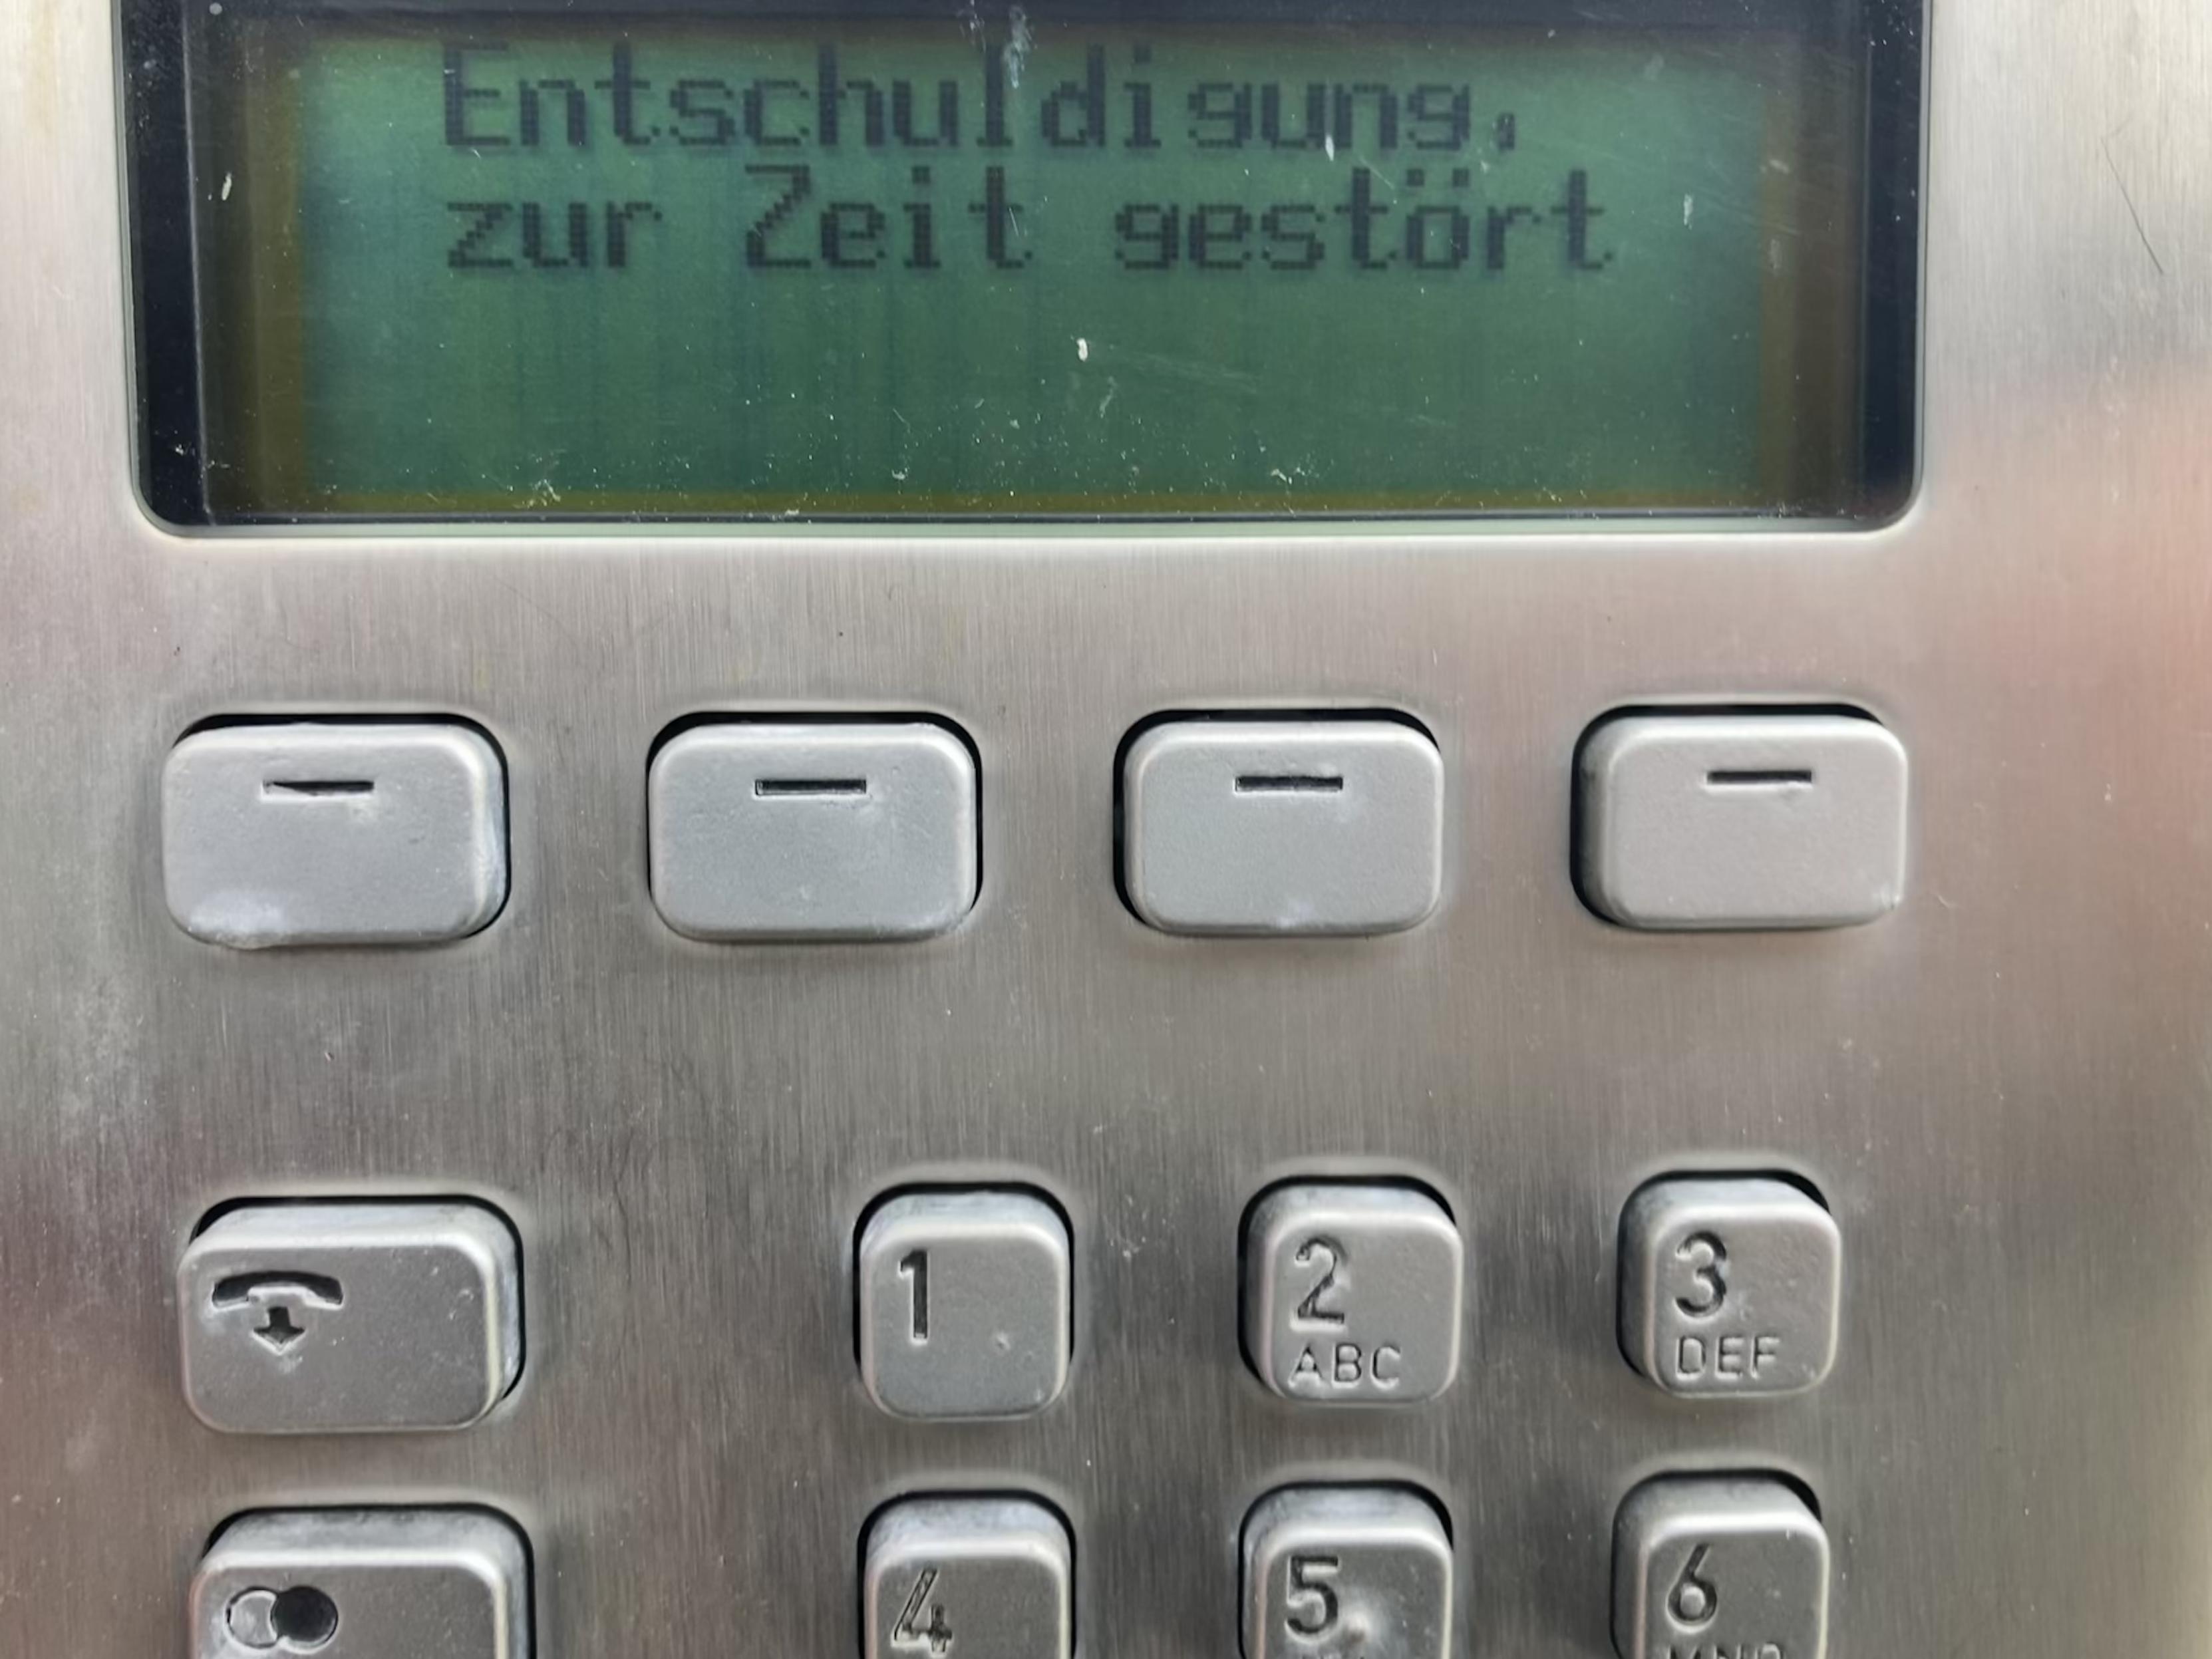 Entschuldigung,
zur Zeit gestört
1
2
ABC
3
DEF
4
5
6